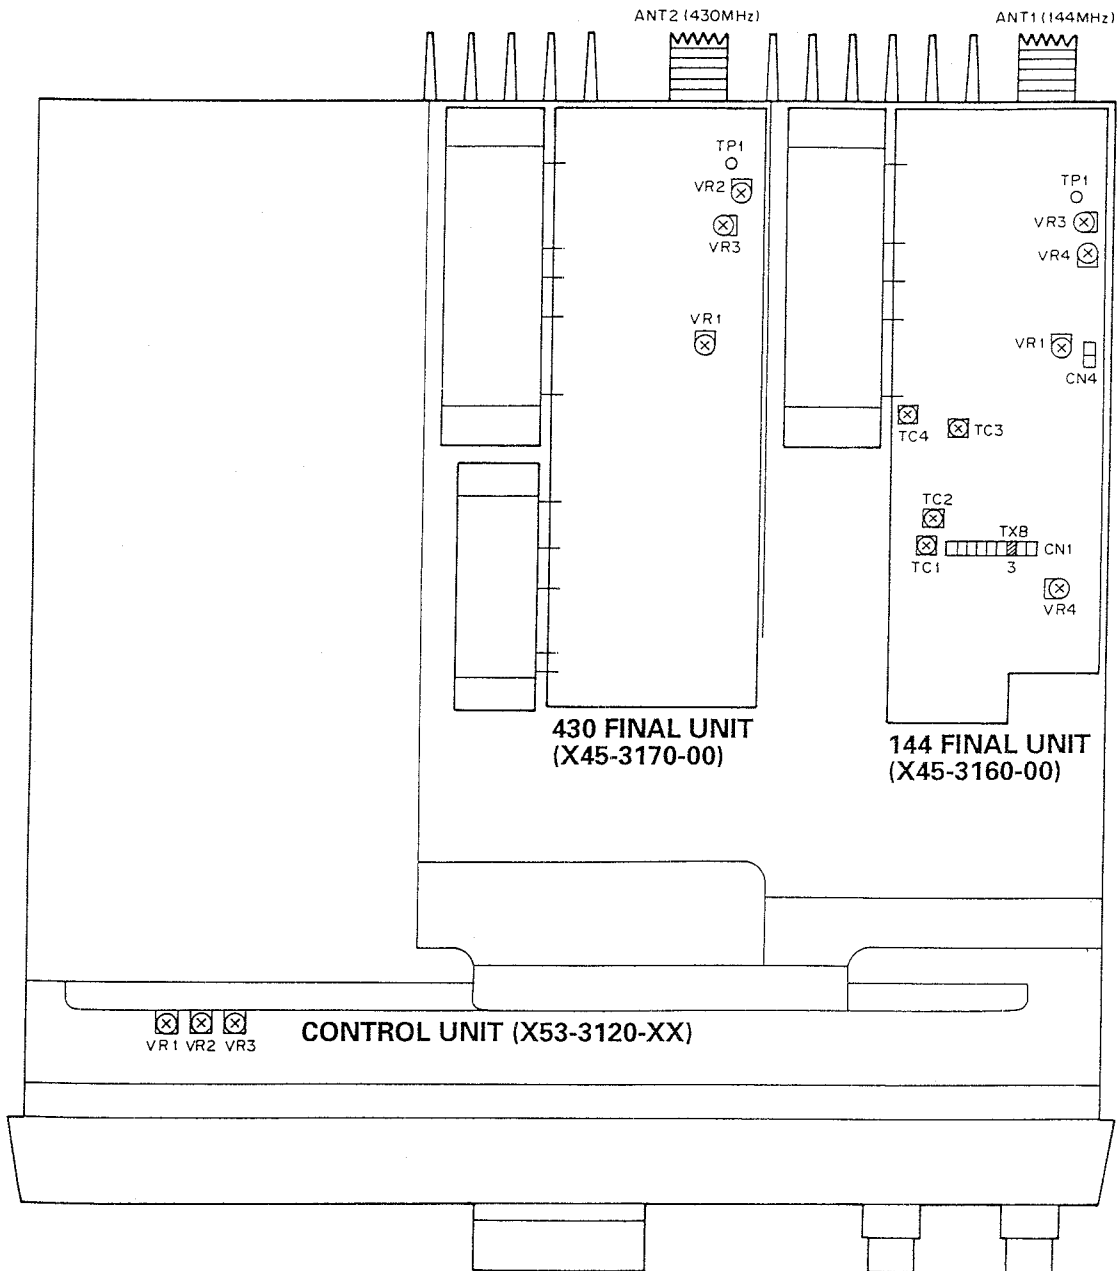 ANT2 (430MHz)
ANT1 (144MHz)
TP1
VR2
VR3
VR1
TP1
VR3
VR4
VR1
CN4
TC4
TC3
TC2
TXB
TC1
CN1
3
VR4
430 FINAL UNIT
(X45-3170-00)
144 FINAL UNIT
(X45-3160-00)
VR1 VR2 VR3
CONTROL UNIT (X53-3120-XX)